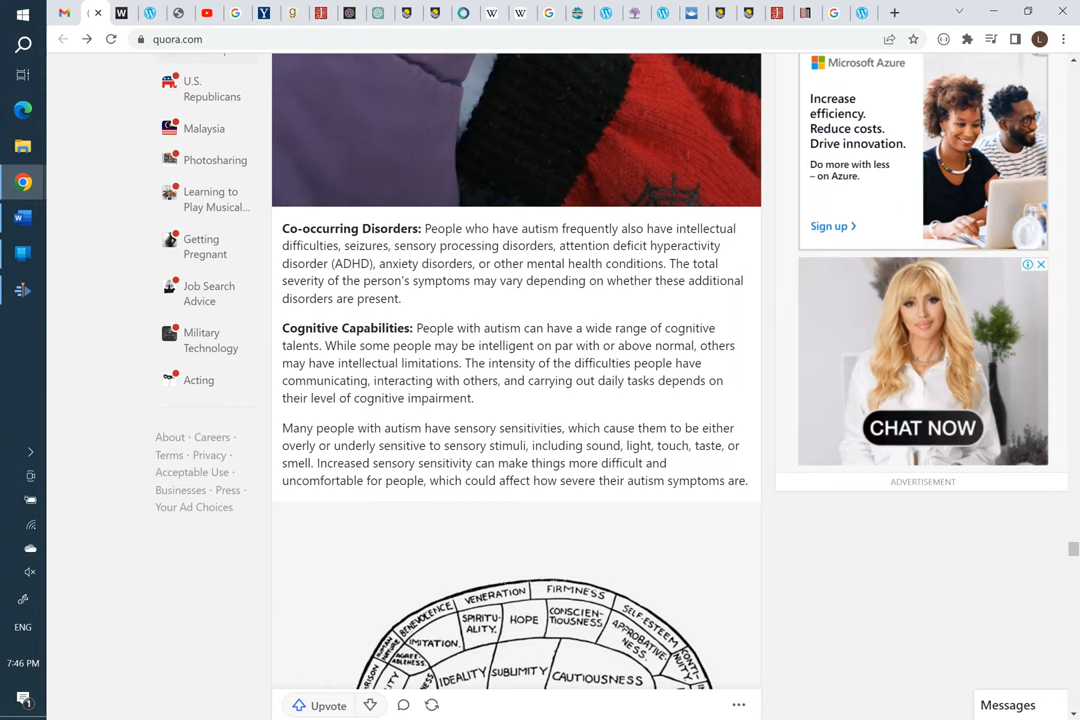 quora.com
U.S.
Republicans
Malaysia
Photosharing
Learning to
Play Musical...
Getting
Pregnant
Job Search
Advice
Military
Technology
Acting
About · Careers ·
Terms · Privacy ·
Acceptable Use ·
Businesses · Press ·
Your Ad Choices
ENG
7:46 PM
Co-occurring Disorders: People who have autism frequently also have intellectual
difficulties, seizures, sensory processing disorders, attention deficit hyperactivity
disorder (ADHD), anxiety disorders, or other mental health conditions. The total
severity of the person's symptoms may vary depending on whether these additional
disorders are present.
Cognitive Capabilities: People with autism can have a wide range of cognitive
talents. While some people may be intelligent on par with or above normal, others
may have intellectual limitations. The intensity of the difficulties people have
communicating, interacting with others, and carrying out daily tasks depends on
their level of cognitive impairment.
Many people with autism have sensory sensitivities, which cause them to be either
overly or underly sensitive to sensory stimuli, including sound, light, touch, taste, or
smell. Increased sensory sensitivity can make things more difficult and
uncomfortable for people, which could affect how severe their autism symptoms are.
VENERATION
FIRMNESS
BENEVOLENCE
SELF-ESTEEM
HUMAN
NATURE
IMITATION.
SPIRITU-
ALITY.
HOPE
CONSCIEN-
TIOUSNESS
APPROBATIVE-
NESS.
CONTI-
NUITY
AGREE-
ABLENESS.
IDEALITY
SUBLIMITY
CAUTIOUSNESS
Upvote
Microsoft Azure
Increase
efficiency.
Reduce costs.
Drive innovation.
Do more with less
– on Azure.
Sign up
CHAT NOW
ADVERTISEMENT
Messages